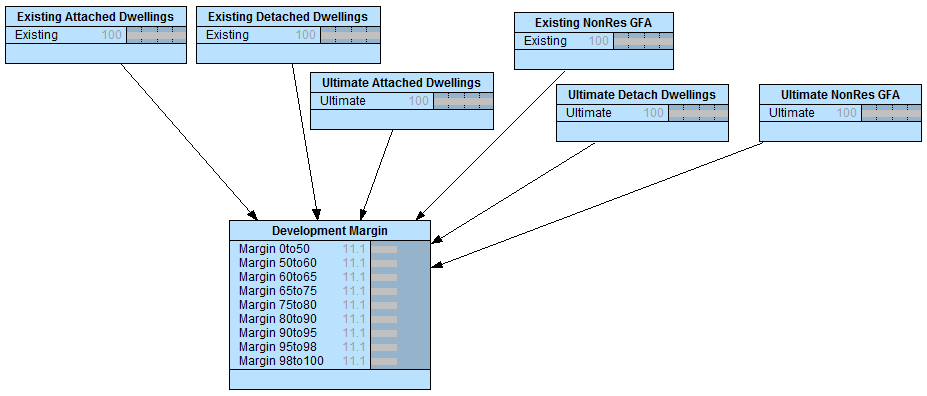 Existing Attached Dwellings
Existing 100
Existing Detached Dwellings
Existing 100
Existing NonRes GFA
Existing 100
Ultimate Attached Dwellings
Ultimate 100
Ultimate Detach Dwellings
Ultimate 100
Ultimate NonRes GFA
Ultimate 100
Development Margin
Margin 0to50 11.1
Margin 50to60 11.1
Margin 60to65 11.1
Margin 65to75 11.1
Margin 75to80 11.1
Margin 80to90 11.1
Margin 90to95 11.1
Margin 95to98 11.1
Margin 98to100 11.1